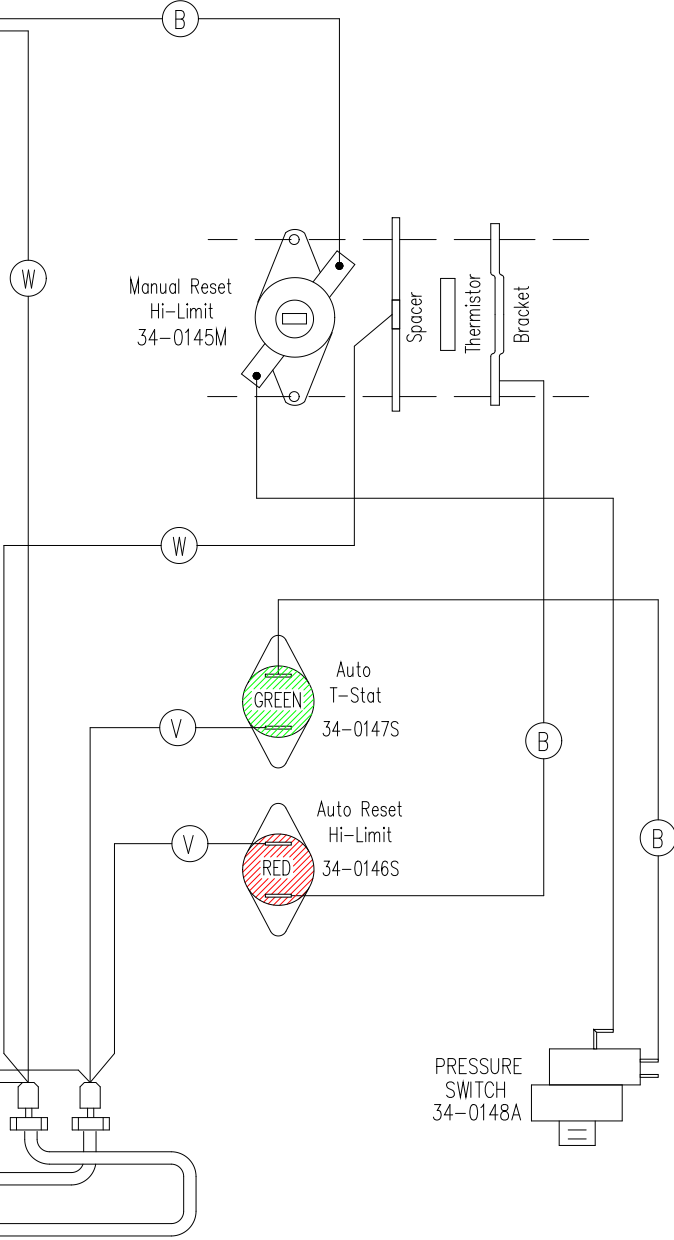 B
W
Manual Reset
Hi-Limit
34-0145M
Spacer
Thermistor
Bracket
W
GREEN
Auto
T-Stat
34-0147S
V
B
Auto Reset
Hi-Limit
34-0146S
V
RED
B
PRESSURE
SWITCH
34-0148A